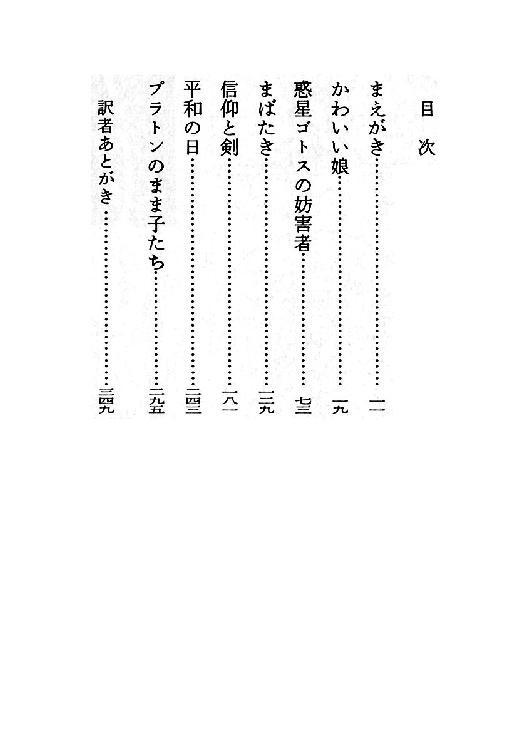 目次
まえがき……一一
かわいい娘……一九
惑星ゴトスの妨害者……七三
まばたき……一三九
信仰と剣……一八一
平和の日……二四三
プラトンのまま子たち……二九五
訳者あとがき……三四九